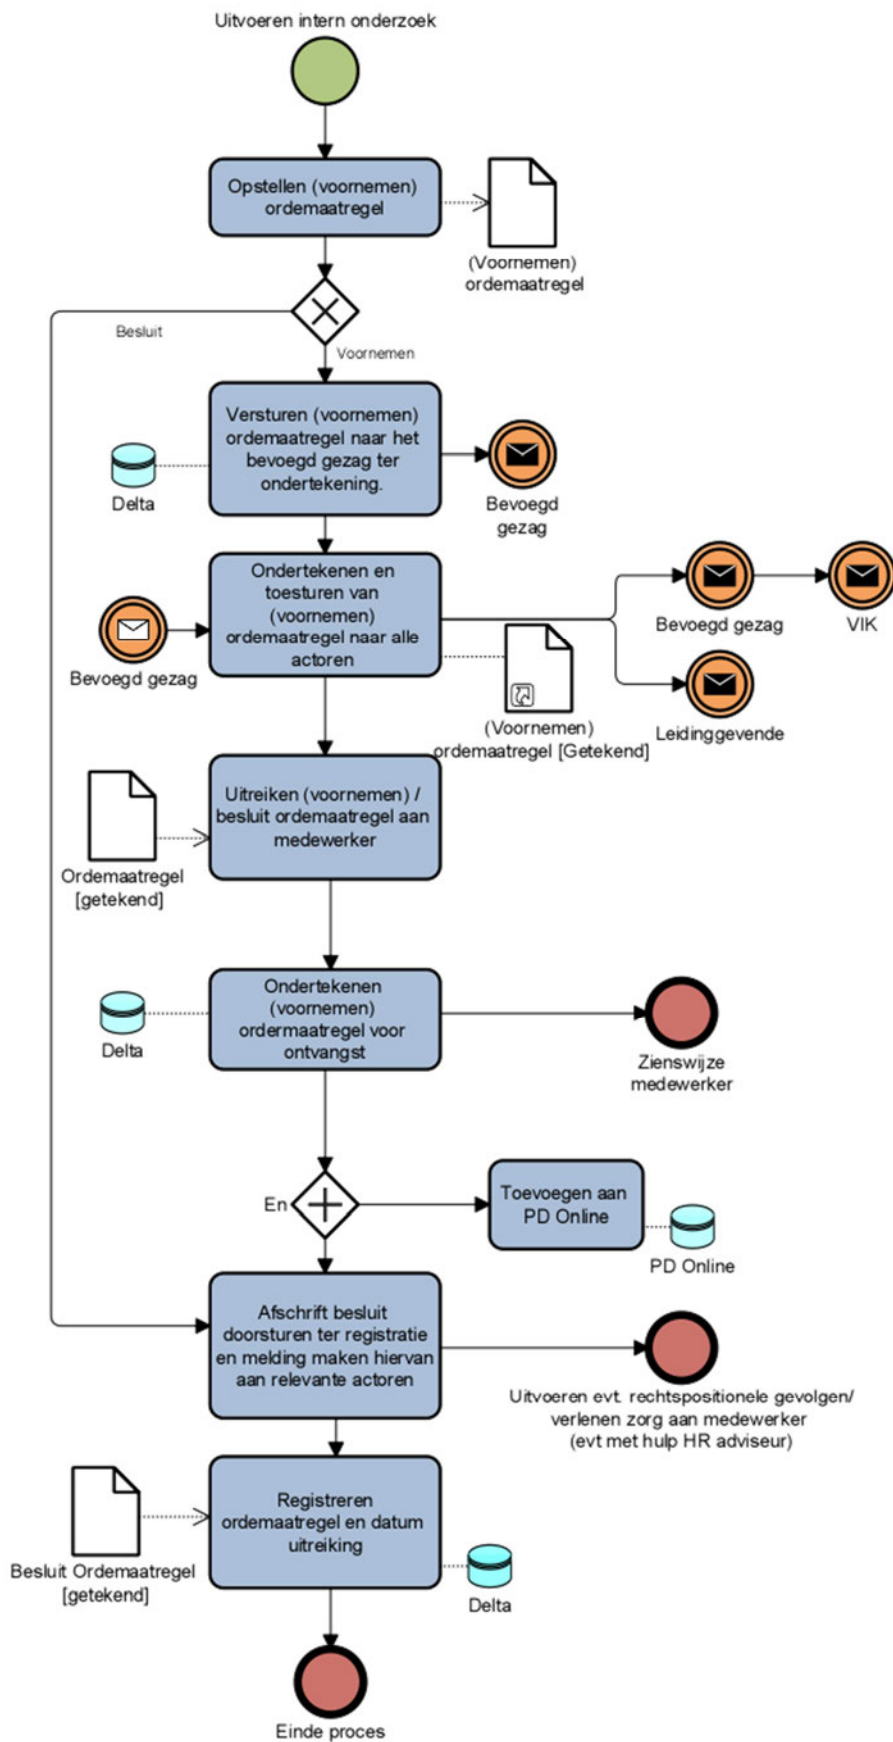 Uitvoeren intern onderzoek
Opstellen (voornemen)
ordemaatregel
(Voornemen)
ordemaatregel
Besluit
Voornemen
Versturen (voornemen)
ordemaatregel naar het
bevoegd gezag ter
ondertekening.
Delta
Bevoegd
gezag
Ondertekenen en
toesturen van
(voornemen)
ordemaatregel naar alle
actoren
Bevoegd gezag
Bevoegd gezag
VIK
Leidinggevende
(Voornemen)
ordemaatregel [Getekend]
Uitreiken (voornemen) /
besluit ordemaatregel aan
medewerker
Ordemaatregel
[getekend]
Ondertekenen
(voornemen)
ordermaatregel voor
ontvangst
Delta
Zienswijze
medewerker
En
Toevoegen aan
PD Online
PD Online
Afschrift besluit
doorsturen ter registratie
en melding maken hiervan
aan relevante actoren
Uitvoeren evt. rechtspositionele gevolgen/
verlenen zorg aan medewerker
(evt met hulp HR adviseur)
Registreren
ordemaatregel en datum
uitreiking
Besluit Ordemaatregel
[getekend]
Delta
Einde proces